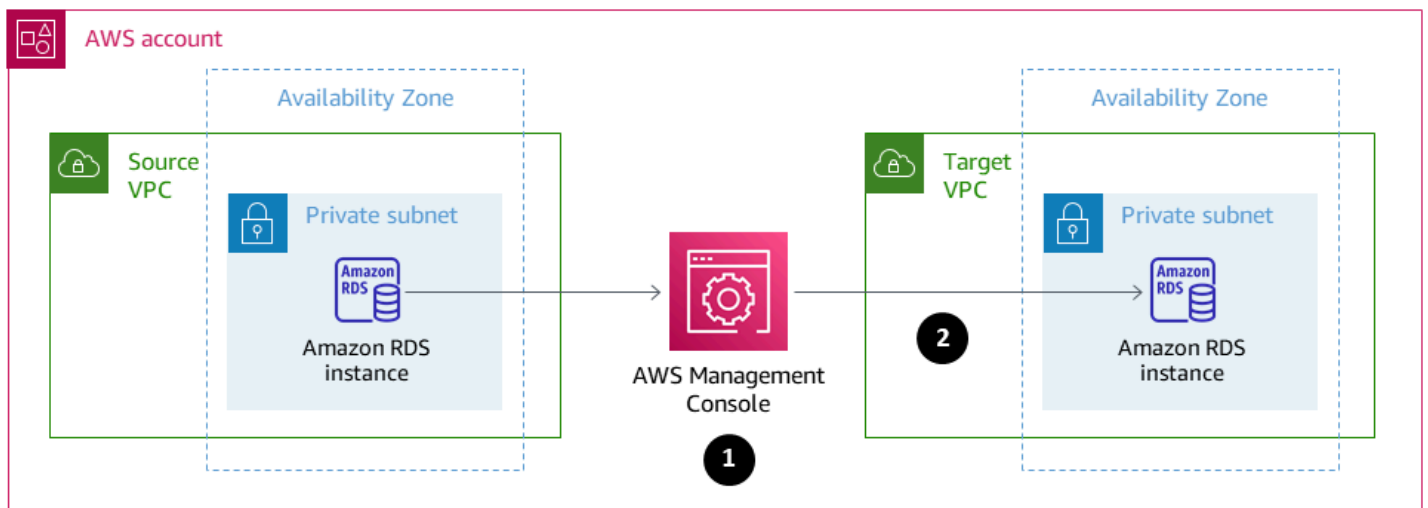 AWS account
Availability Zone
Availability Zone
Source
VPC
Target
VPC
Private subnet
Private subnet
Amazon
RDS
Amazon
RDS
Amazon RDS
instance
AWS Management
Console
1
2
Amazon RDS
instance